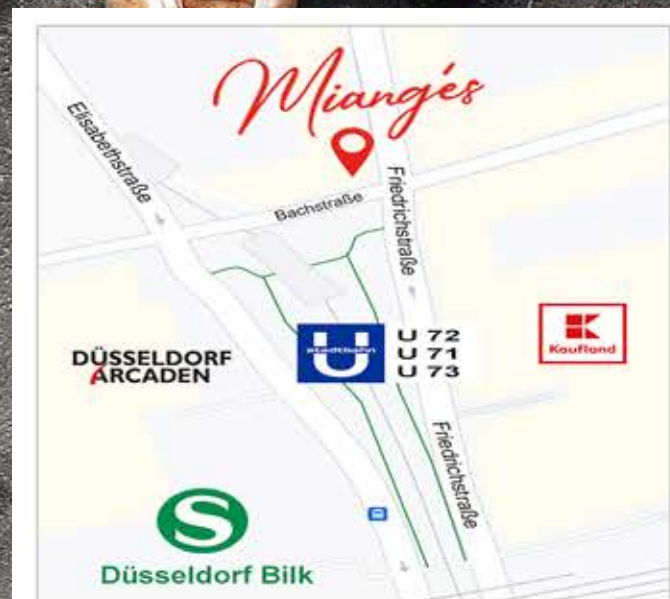 Miangés
Elisabethstraße
Bachstraße
Friedrichstraße
DÜSSELDORF
ARCADEN
stadtbahn
U
U 72
U 71
U 73
K
Kaufland
Friedrichstraße
S
Düsseldorf Bilk